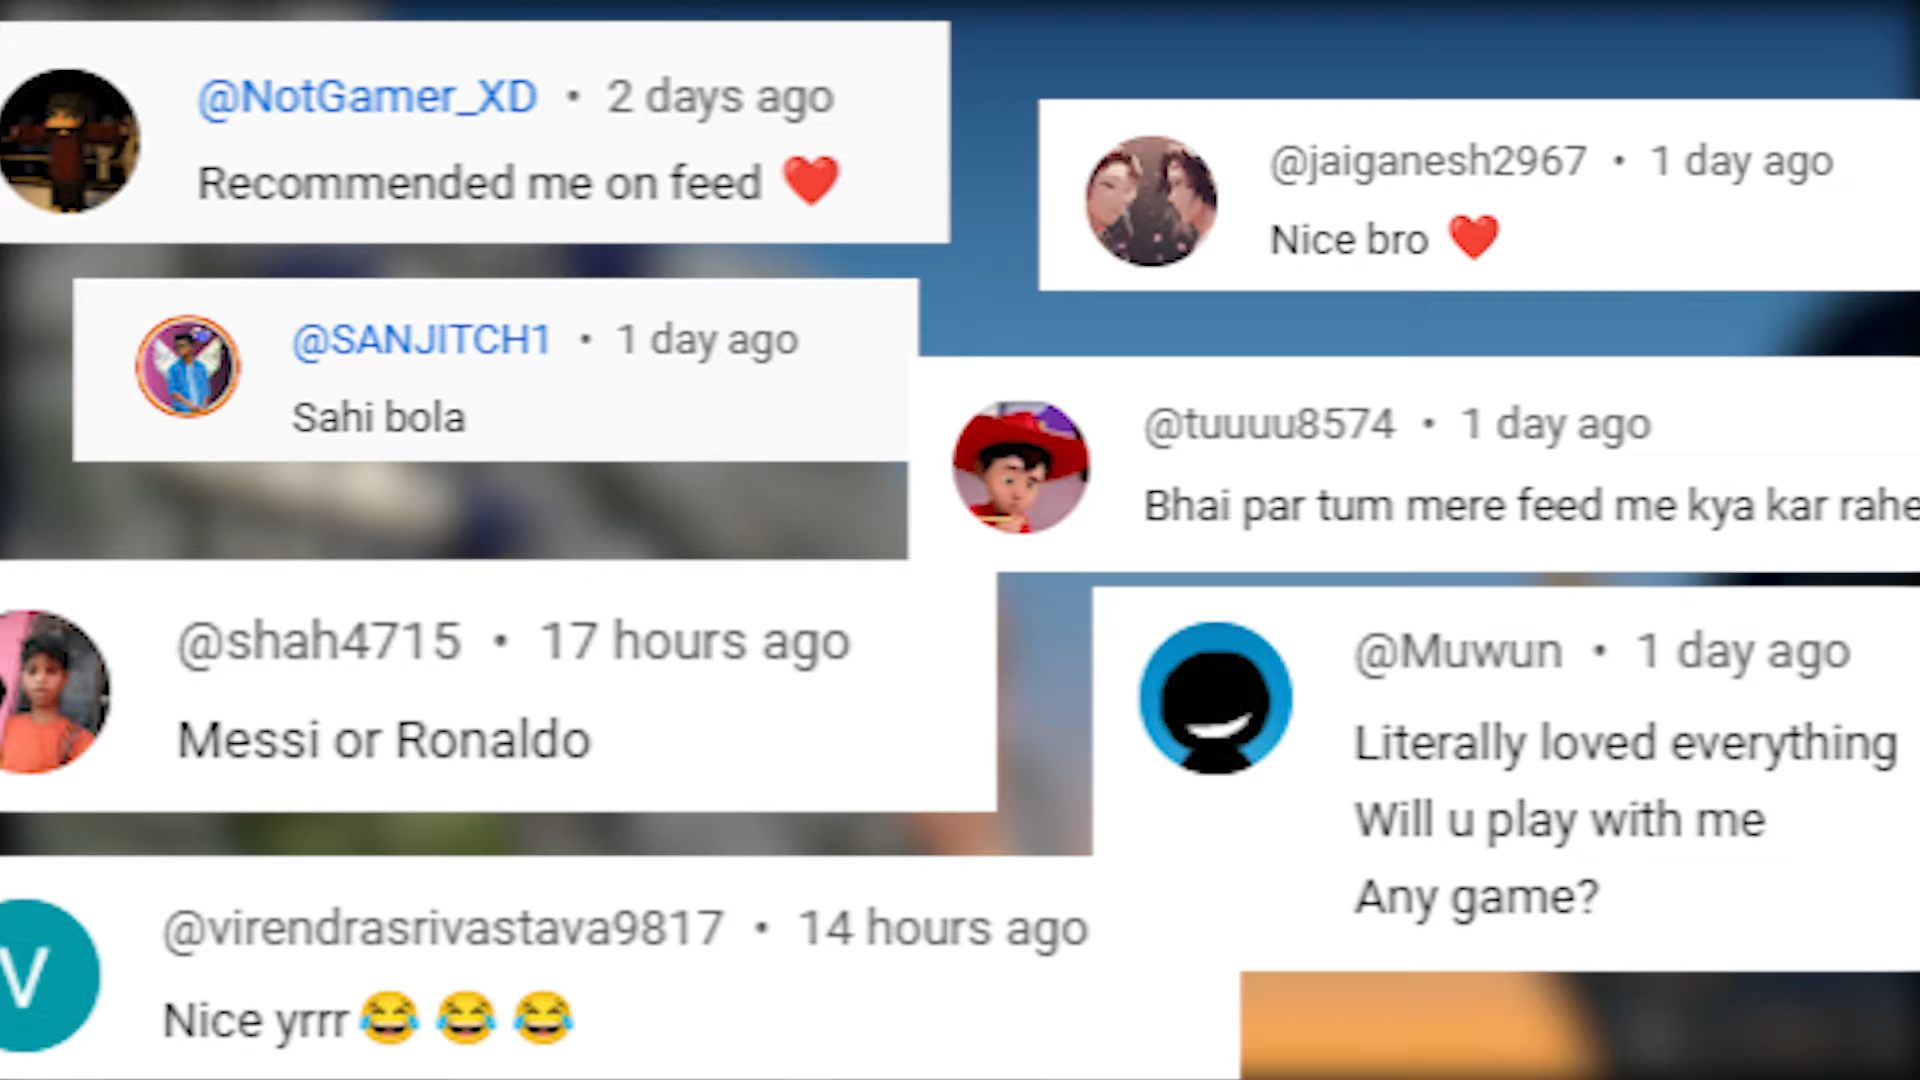 @NotGamer_XD • 2 days ago
Recommended me on feed ❤️
@jaiganesh2967 • 1 day ago
Nice bro ❤️
@SANJITCH1 • 1 day ago
Sahi bola
@tuuuu8574 • 1 day ago
Bhai par tum mere feed me kya kar rahe
@shah4715 • 17 hours ago
Messi or Ronaldo
@Muwun • 1 day ago
Literally loved everything
Will u play with me
Any game?
V
@virendrasrivastava9817 • 14 hours ago
Nice yrrr 😂 😂 😂